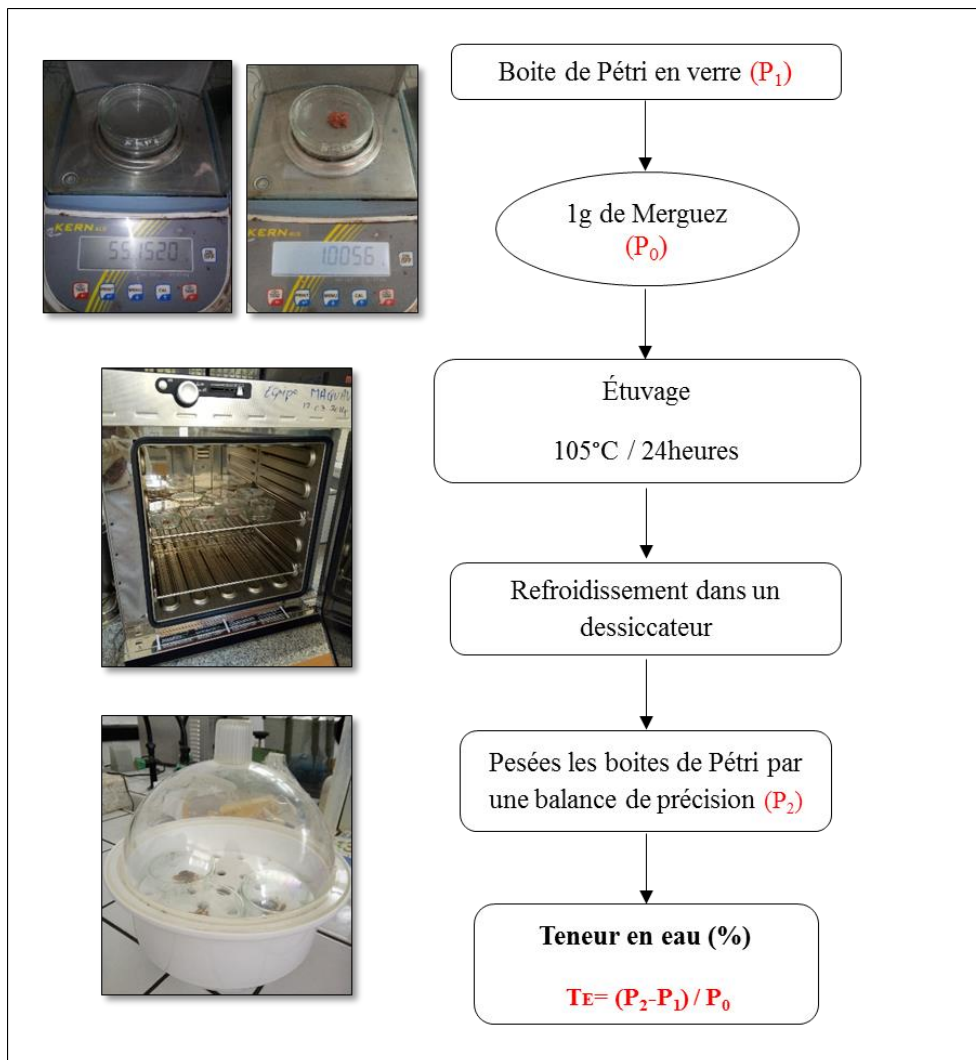 Boite de Pétri en verre (P₁)
KERN
55.1520
KERN
1.0056
1g de Merguez
(P₀)
Équipe
Étuvage
105°C / 24heures
Refroidissement dans un
dessiccateur
Pesées les boites de Pétri par
une balance de précision (P₂)
Teneur en eau (%)
TE= (P₂-P₁) / P₀